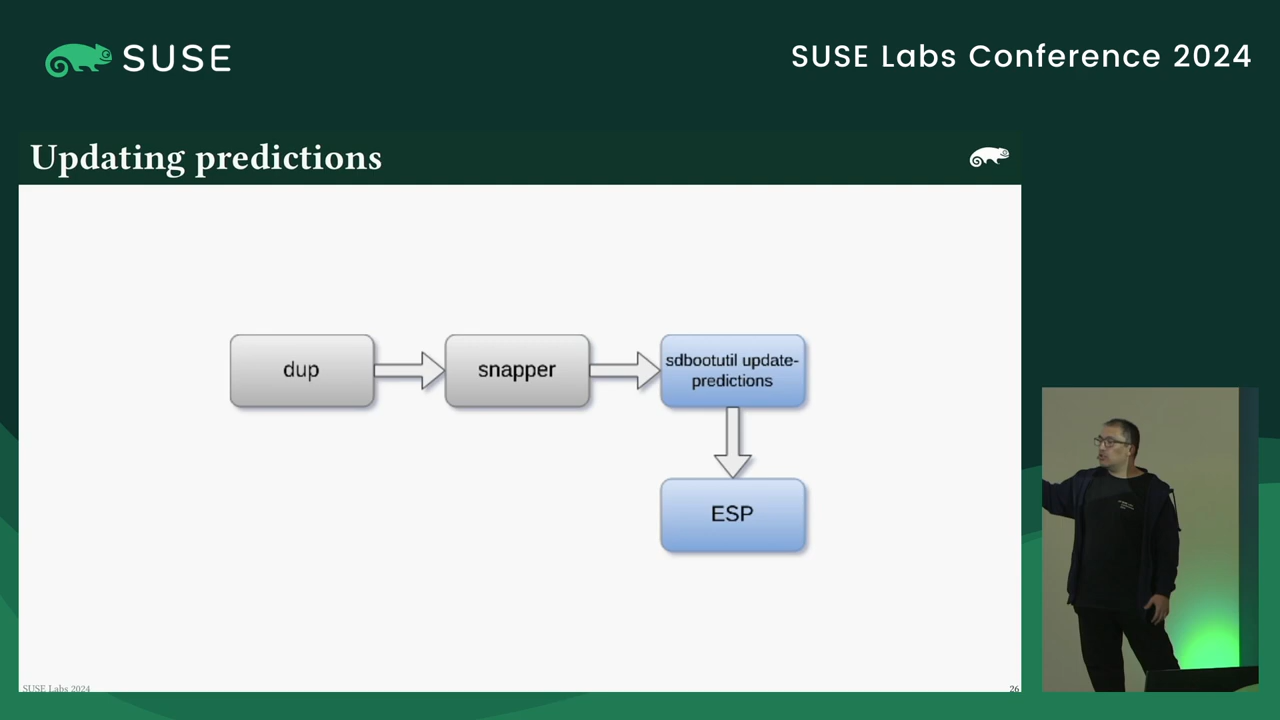 SUSE
SUSE Labs Conference 2024
Updating predictions
dup
snapper
sdbootutil update-
predictions
ESP
SUSE Labs 2024
26